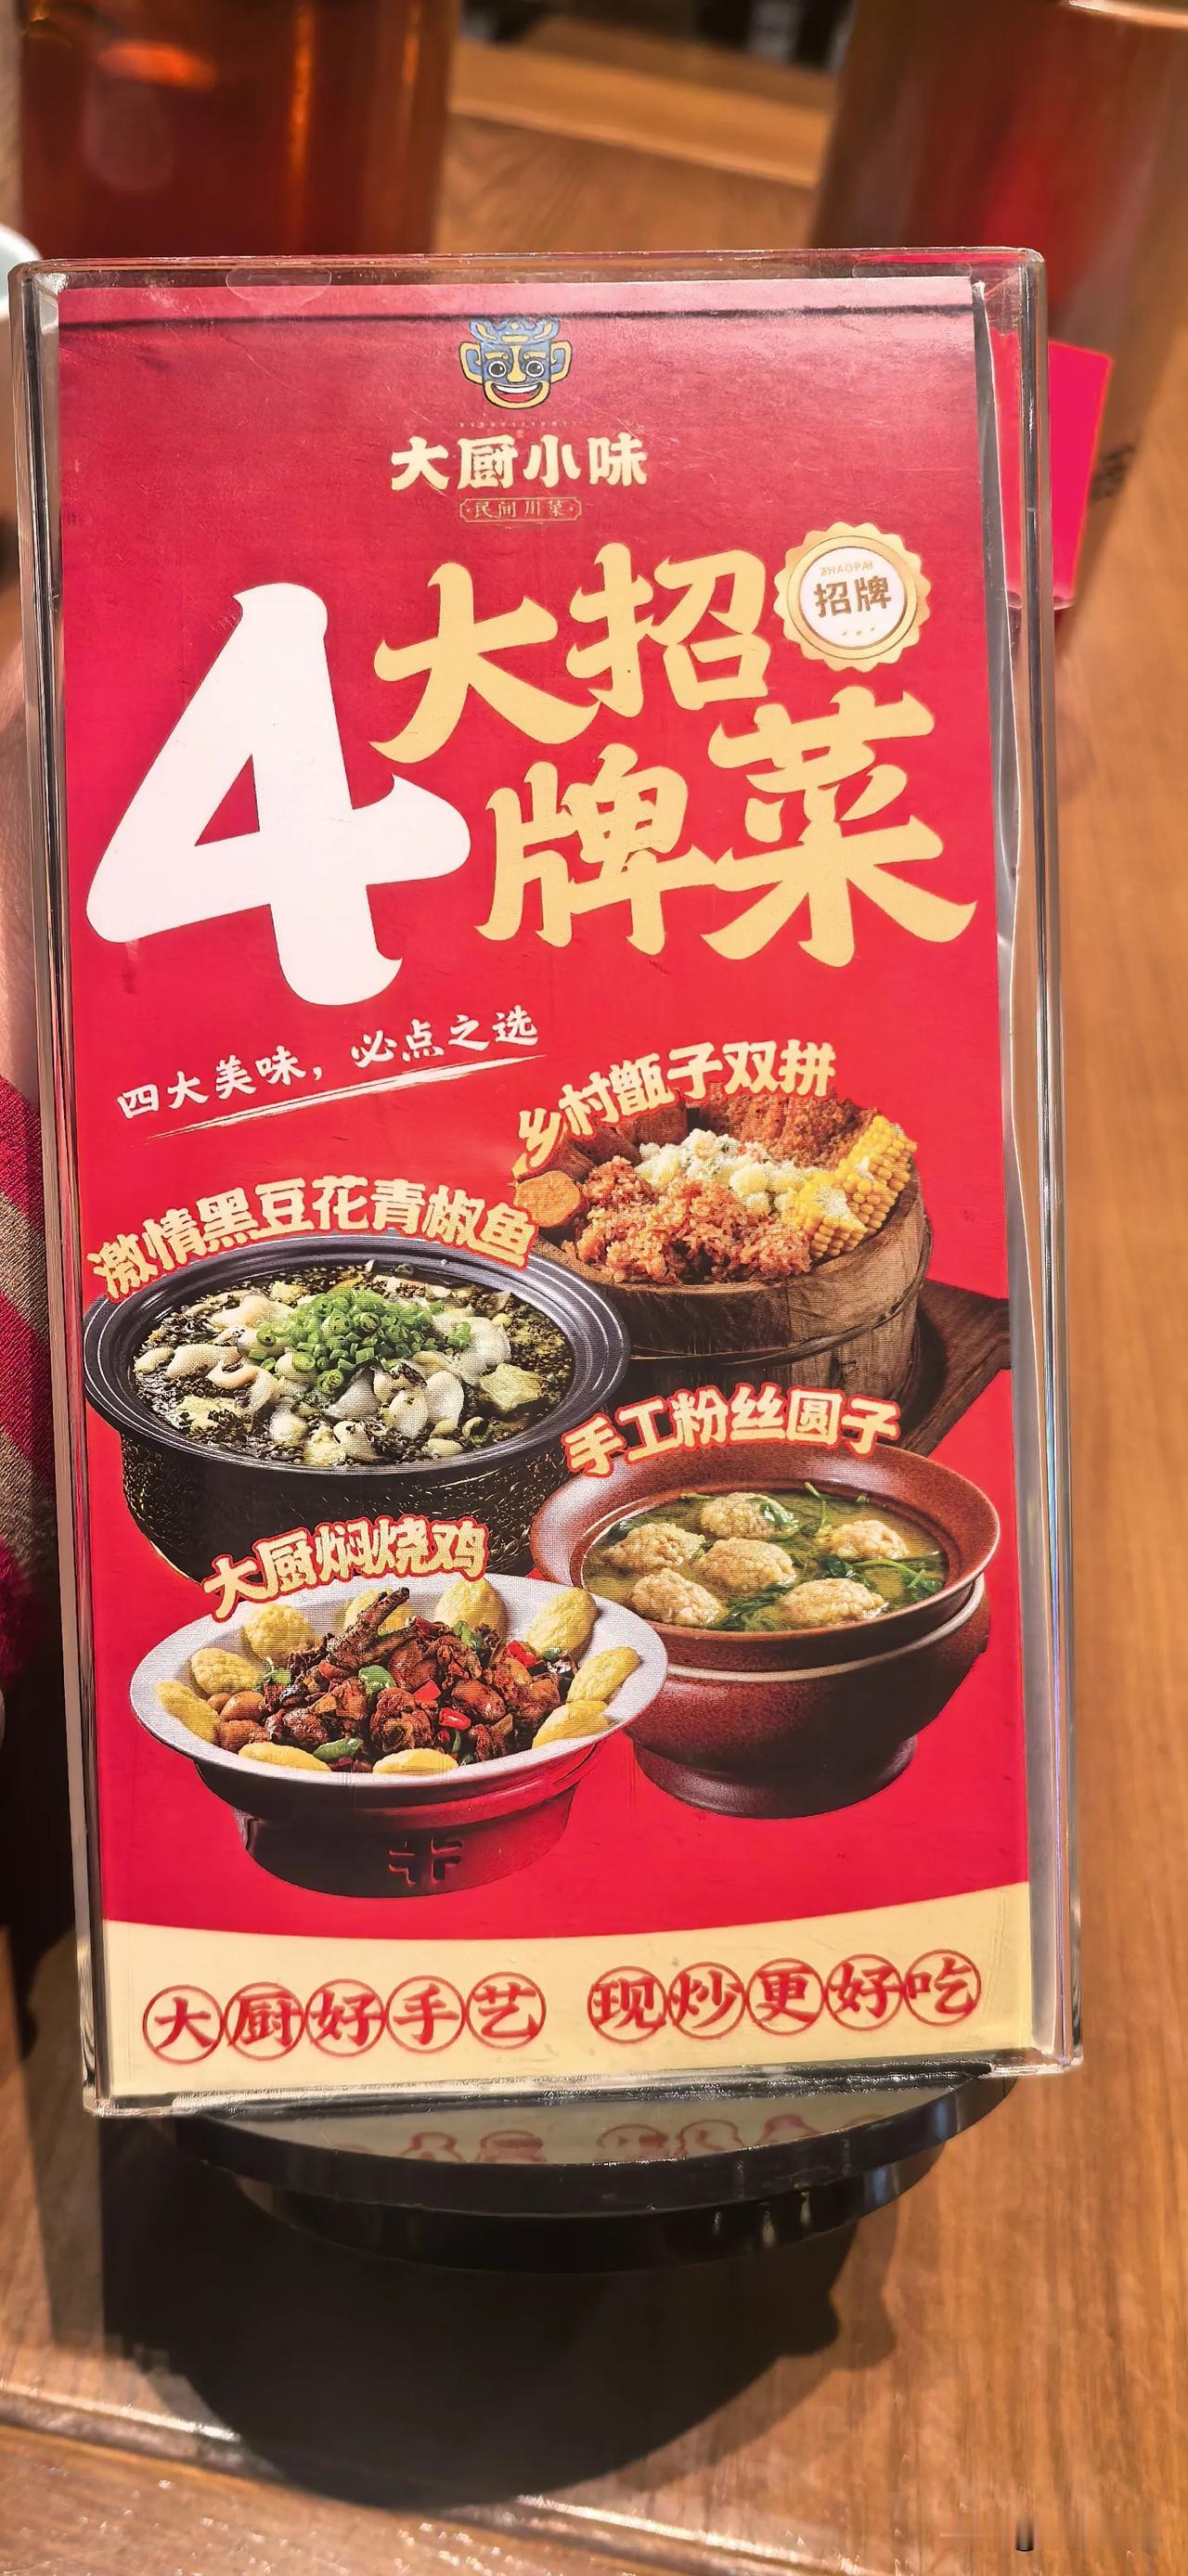 大厨小味
民间川菜
4大招牌菜
ZHAOPAI
招牌
四大美味，必点之选
乡村甑子双拼
激情黑豆花青椒鱼
手工粉丝圆子
大厨焖烧鸡
大厨好手艺 现炒更好吃